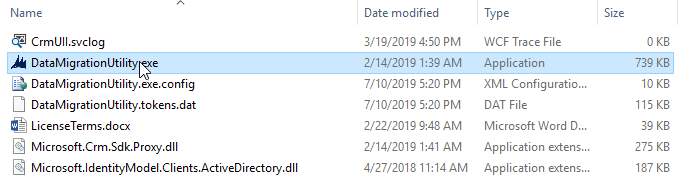 Name Date modified Type Size
CrmUII.svclog 3/19/2019 4:50 PM WCF Trace File 0 KB
DataMigrationUtility.exe 2/14/2019 1:39 AM Application 739 KB
DataMigrationUtility.exe.config 7/10/2019 5:20 PM XML Configuratio... 10 KB
DataMigrationUtility.tokens.dat 7/10/2019 5:20 PM DAT File 115 KB
LicenseTerms.docx 2/22/2019 9:48 AM Microsoft Word D... 39 KB
Microsoft.Crm.Sdk.Proxy.dll 2/14/2019 1:41 AM Application extens... 275 KB
Microsoft.IdentityModel.Clients.ActiveDirectory.dll 4/27/2018 11:14 AM Application extens... 187 KB